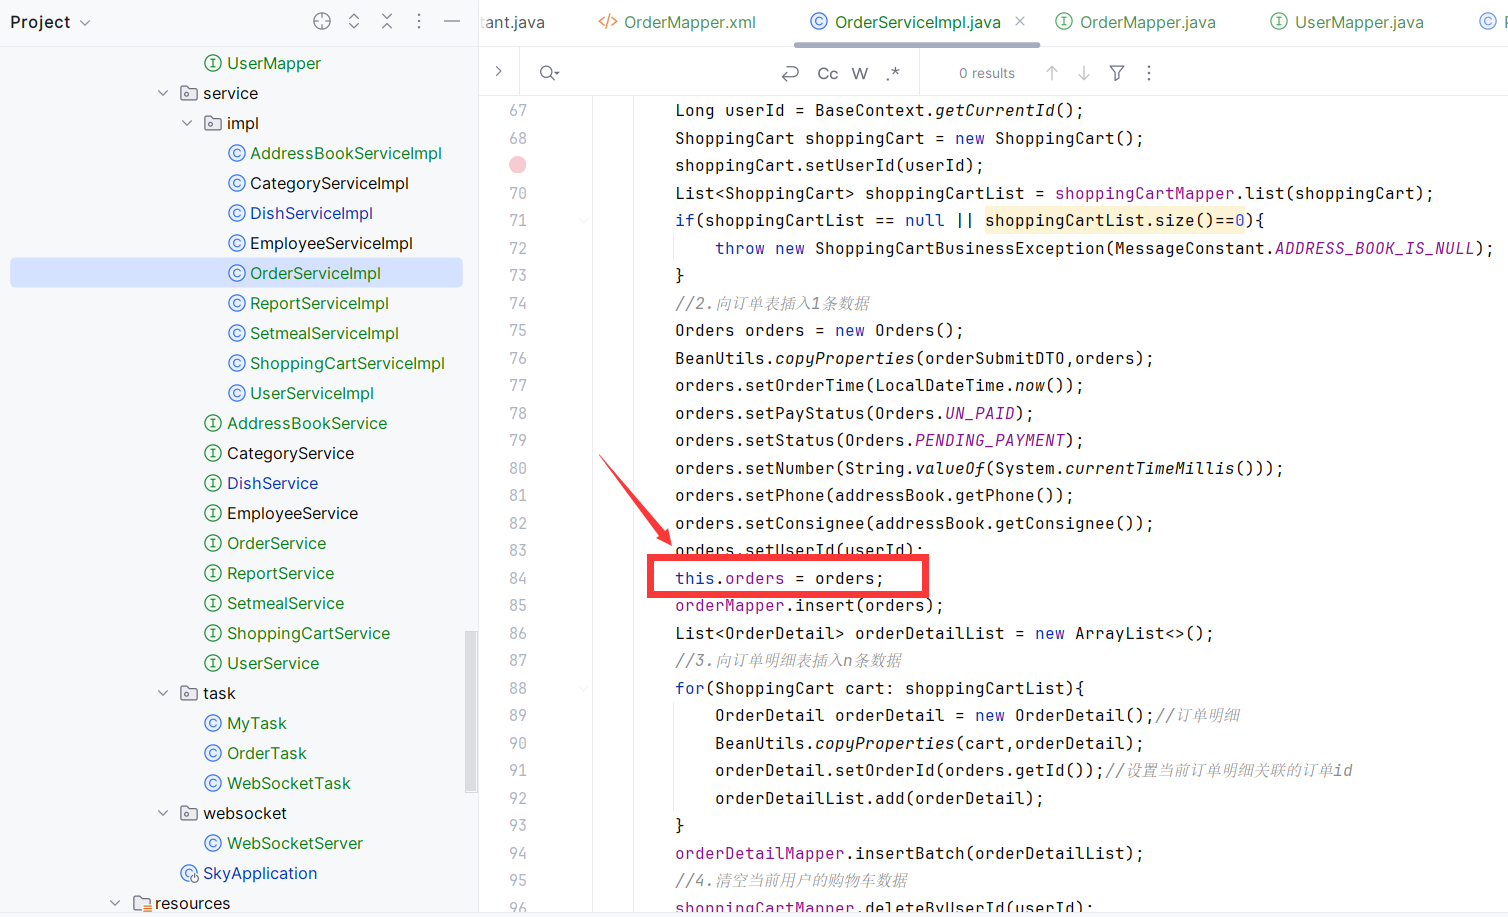 Project
tant.java
OrderMapper.xml
OrderServiceImpl.java
OrderMapper.java
UserMapper.java
Cc
W
.*
0 results
UserMapper
service
impl
AddressBookServiceImpl
CategoryServiceImpl
DishServiceImpl
EmployeeServiceImpl
OrderServiceImpl
ReportServiceImpl
SetmealServiceImpl
ShoppingCartServiceImpl
UserServiceImpl
AddressBookService
CategoryService
DishService
EmployeeService
OrderService
ReportService
SetmealService
ShoppingCartService
UserService
task
MyTask
OrderTask
WebSocketTask
websocket
WebSocketServer
SkyApplication
resources
67 Long userId = BaseContext.getCurrentId();
68 ShoppingCart shoppingCart = new ShoppingCart();
shoppingCart.setUserId(userId);
70 List<ShoppingCart> shoppingCartList = shoppingCartMapper.list(shoppingCart);
71 if(shoppingCartList == null || shoppingCartList.size()==0){
72 throw new ShoppingCartBusinessException(MessageConstant.ADDRESS_BOOK_IS_NULL);
73 }
74 //2.向订单表插入1条数据
75 Orders orders = new Orders();
76 BeanUtils.copyProperties(orderSubmitDTO,orders);
77 orders.setOrderTime(LocalDateTime.now());
78 orders.setPayStatus(Orders.UN_PAID);
79 orders.setStatus(Orders.PENDING_PAYMENT);
80 orders.setNumber(String.valueOf(System.currentTimeMillis()));
81 orders.setPhone(addressBook.getPhone());
82 orders.setConsignee(addressBook.getConsignee());
83 orders.setUserId(userId);
84 this.orders = orders;
85 orderMapper.insert(orders);
86 List<OrderDetail> orderDetailList = new ArrayList<>();
87 //3.向订单明细表插入n条数据
88 for(ShoppingCart cart: shoppingCartList){
89 OrderDetail orderDetail = new OrderDetail();//订单明细
90 BeanUtils.copyProperties(cart,orderDetail);
91 orderDetail.setOrderId(orders.getId());//设置当前订单明细关联的订单id
92 orderDetailList.add(orderDetail);
93 }
94 orderDetailMapper.insertBatch(orderDetailList);
95 //4.清空当前用户的购物车数据
96 shoppingCartMapper.deleteByUserId(userId);